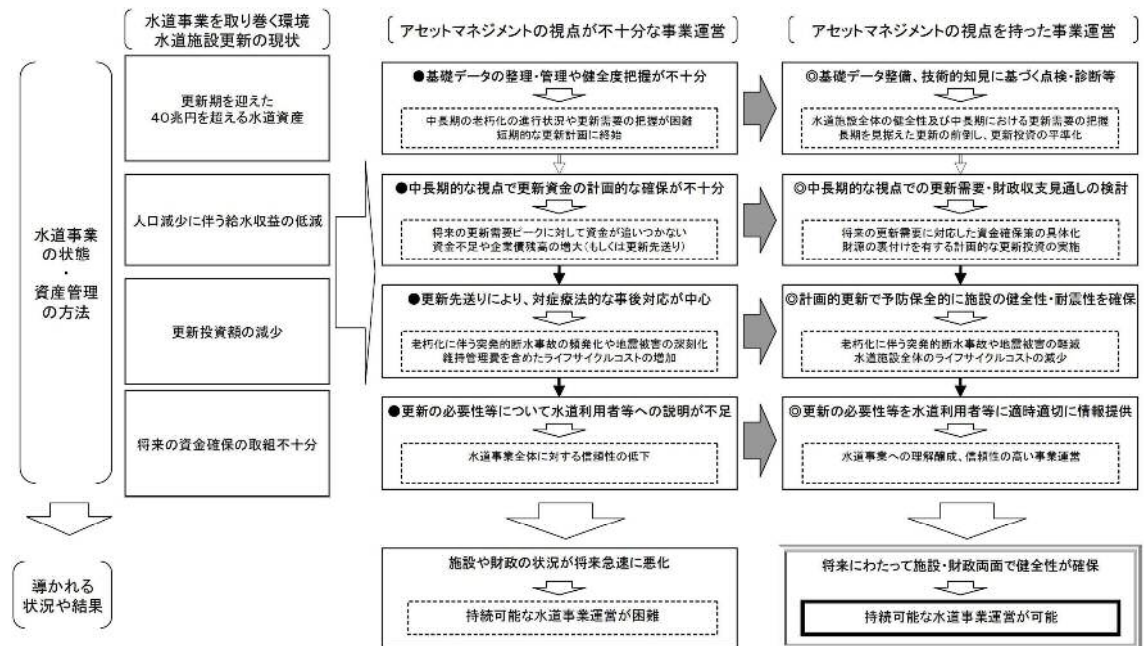 水道事業を取り巻く環境
水道施設更新の現状
アセットマネジメントの視点が不十分な事業運営
アセットマネジメントの視点を持った事業運営
水道事業
の状態
・
資産管理
の方法
更新期を迎えた
40兆円を超える水道資産
人口減少に伴う給水収益の低減
更新投資額の減少
将来の資金確保の取組不十分
●基礎データの整理・管理や健全度把握が不十分
中長期の老朽化の進行状況や更新需要の把握が困難
短期的な更新計画に終始
●中長期的な視点で更新資金の計画的な確保が不十分
将来の更新需要ピークに対して資金が追いつかない
資金不足や企業債残高の増大(もしくは更新先送り)
●更新先送りにより、対症療法的な事後対応が中心
老朽化に伴う突発的断水事故の頻発化や地震被害の深刻化
維持管理費を含めたライフサイクルコストの増加
●更新の必要性等について水道利用者等への説明が不足
水道事業全体に対する信頼性の低下
◎基礎データ整備、技術的知見に基づく点検・診断等
水道施設全体の健全性及び中長期における更新需要の把握
長期を見据えた更新の前倒し、更新投資の平準化
◎中長期的な視点での更新需要・財政収支見通しの検討
将来の更新需要に対応した資金確保策の具体化
財源の裏付けを有する計画的な更新投資の実施
◎計画的更新で予防保全的に施設の健全性・耐震性を確保
老朽化に伴う突発的断水事故や地震被害の軽減
水道施設全体のライフサイクルコストの減少
◎更新の必要性等を水道利用者等に適時適切に情報提供
水道事業への理解醸成、信頼性の高い事業運営
導かれる
状況や結果
施設や財政の状況が将来急速に悪化
持続可能な水道事業運営が困難
将来にわたって施設・財政両面で健全性が確保
持続可能な水道事業運営が可能